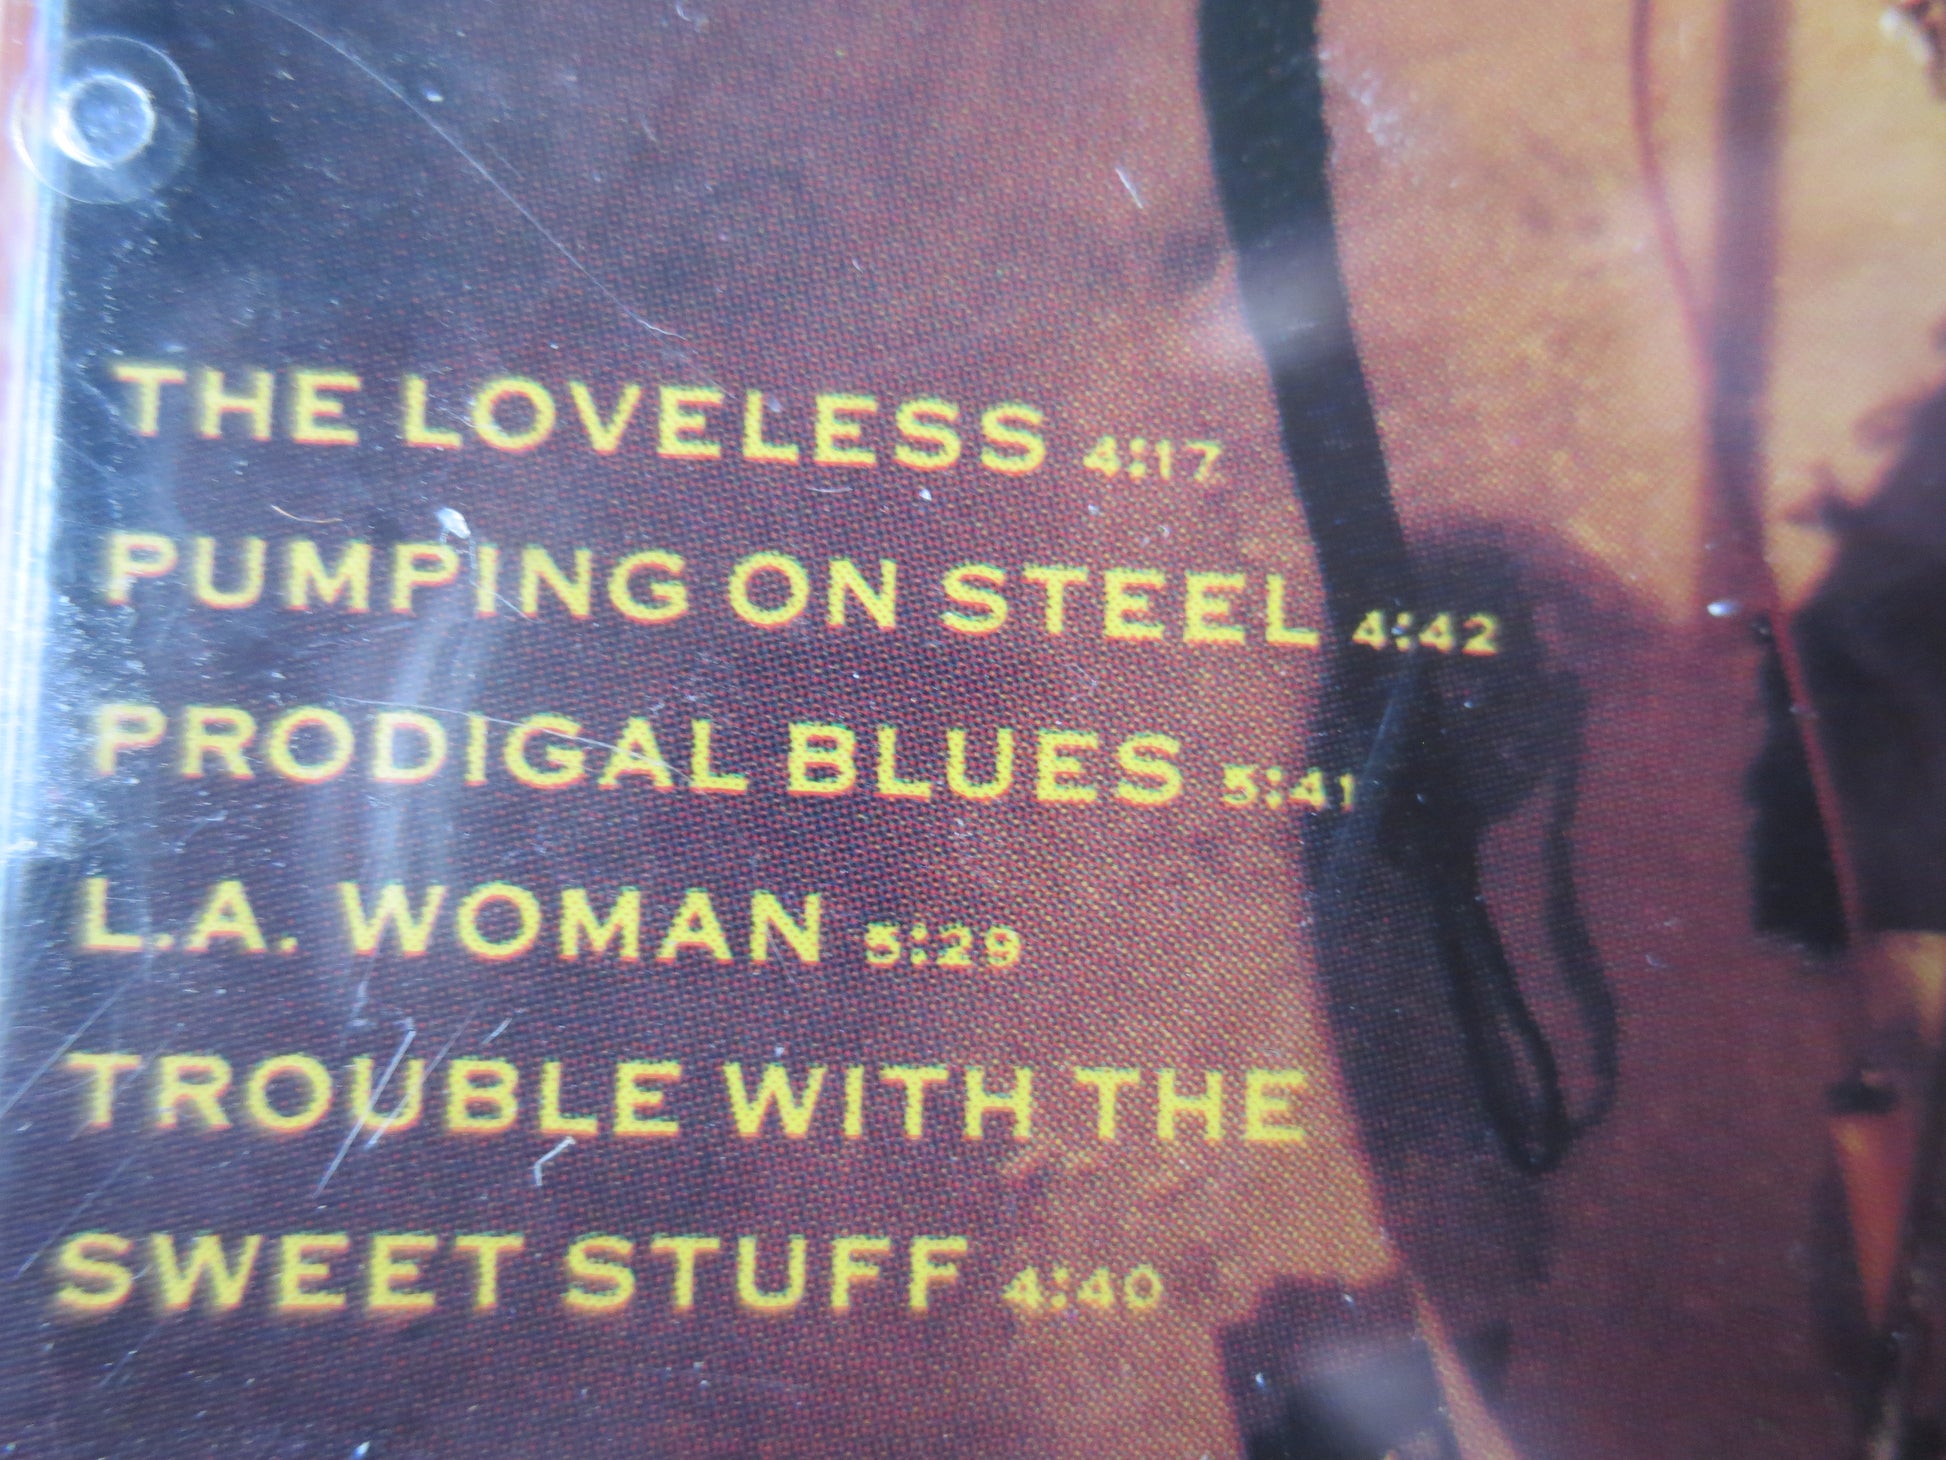 THE LOVELESS 4:17
PUMPING ON STEEL 4:42
PRODIGAL BLUES 5:41
L.A. WOMAN 5:29
TROUBLE WITH THE
SWEET STUFF 4:40